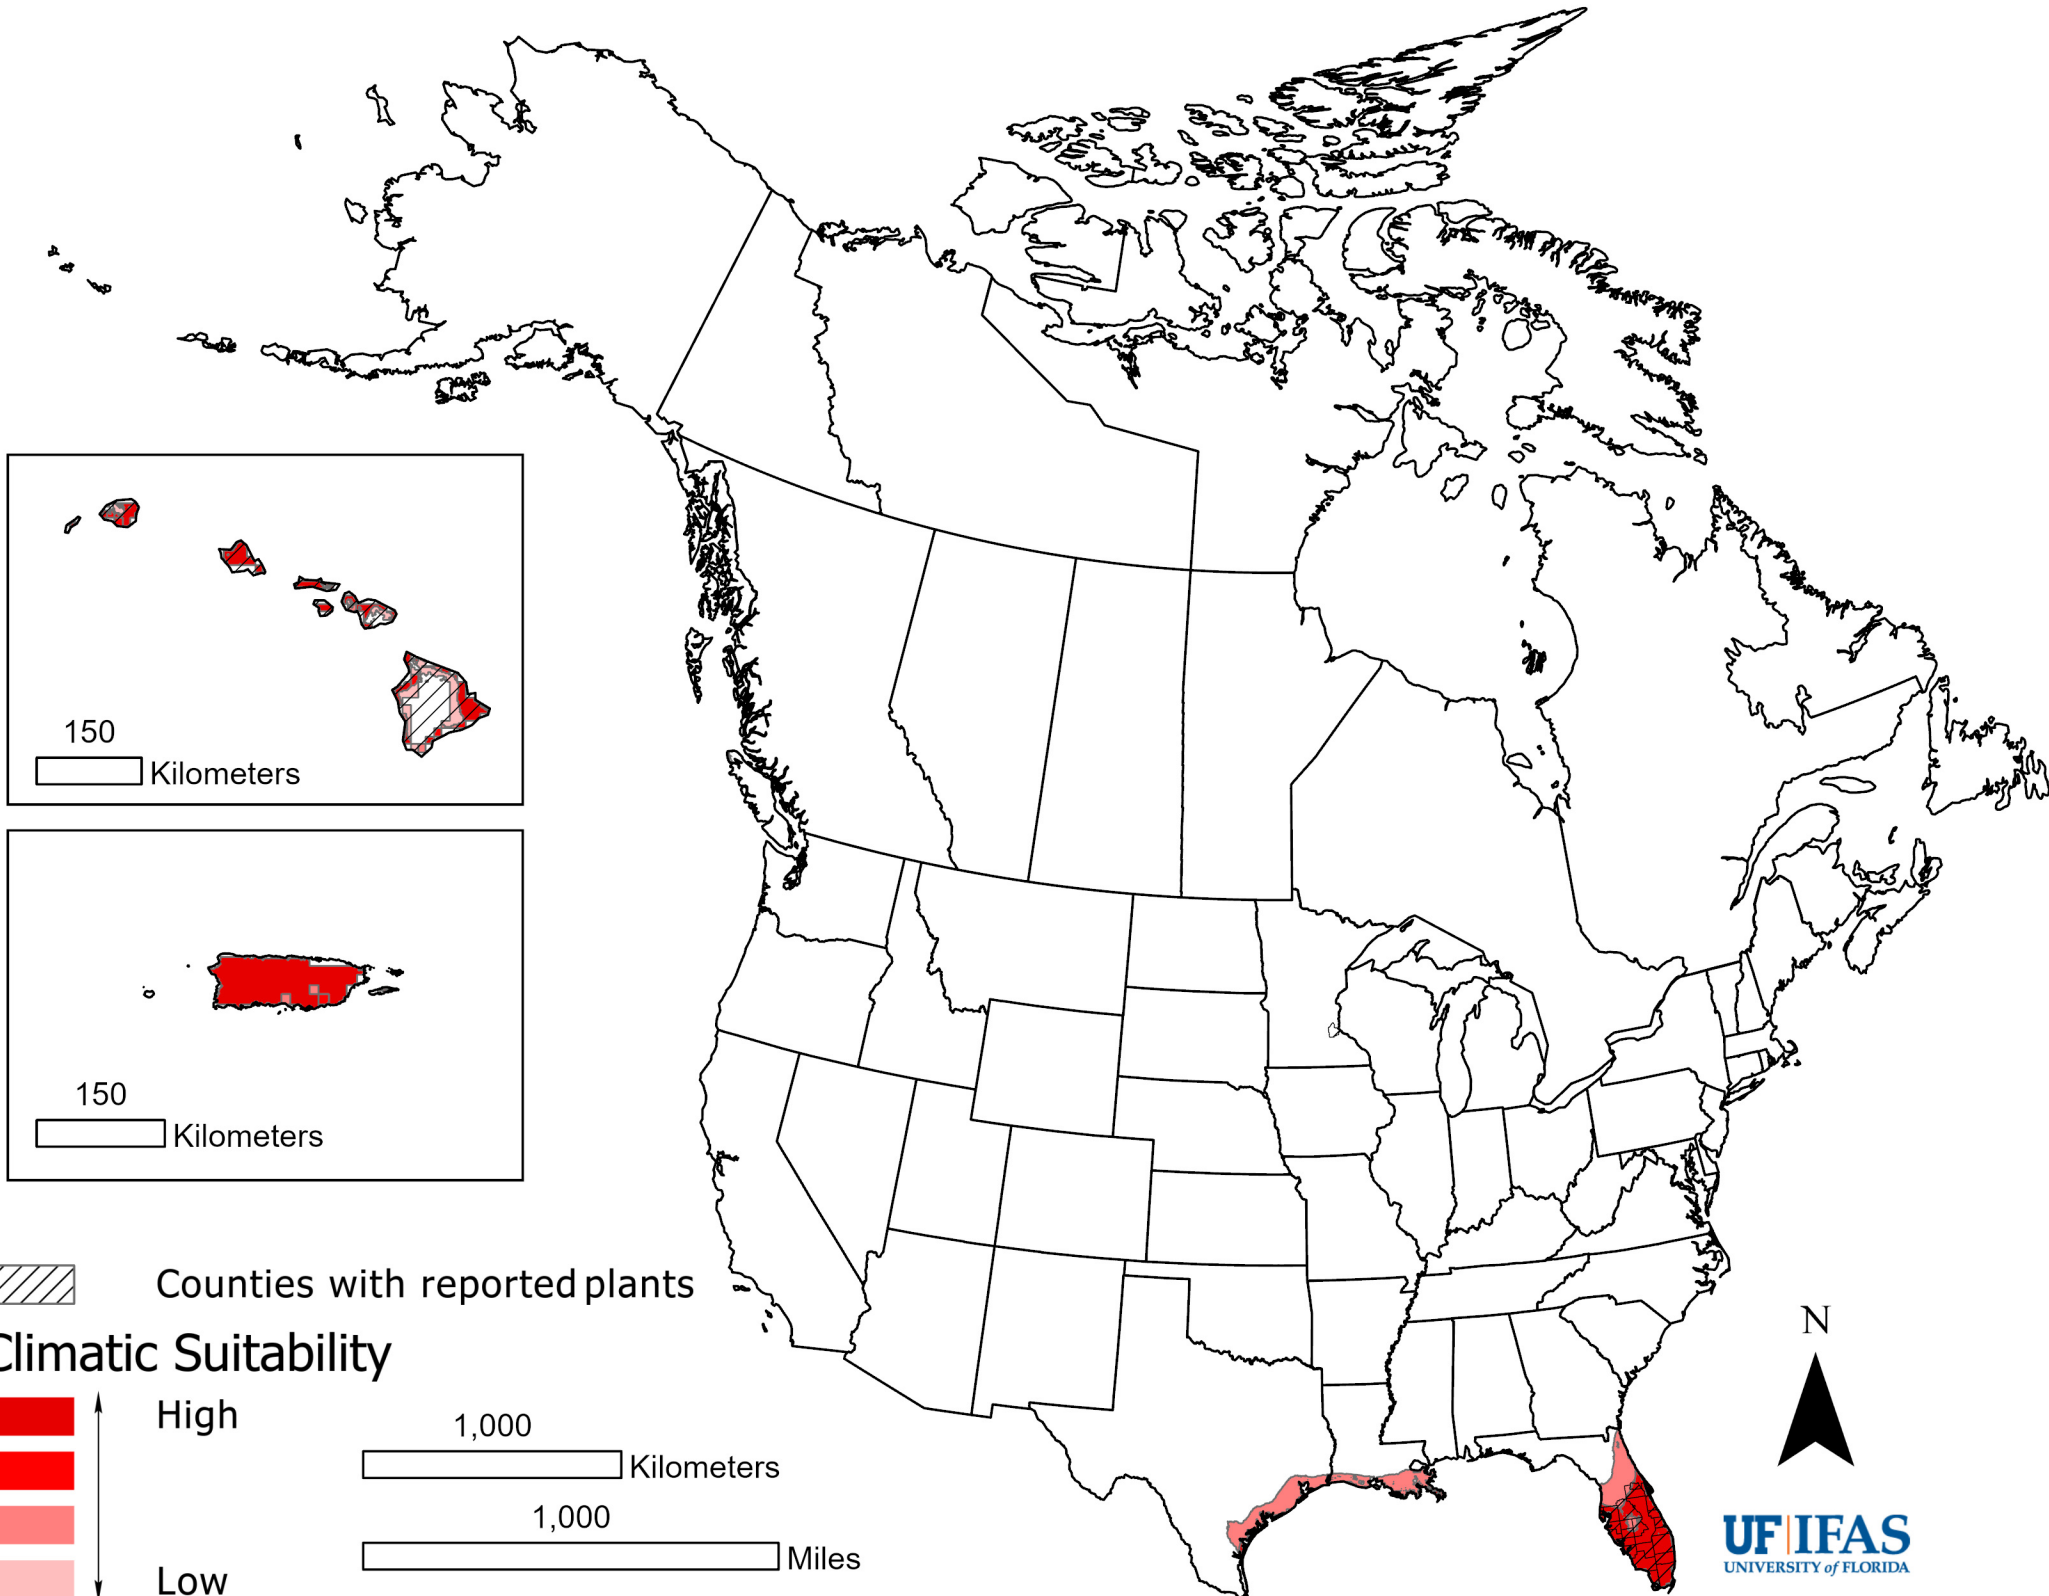 150
Kilometers
150
Kilometers
Counties with reported plants
Climatic Suitability
High
Low
1,000
Kilometers
1,000
Miles
N
UF|IFAS
UNIVERSITY of FLORIDA